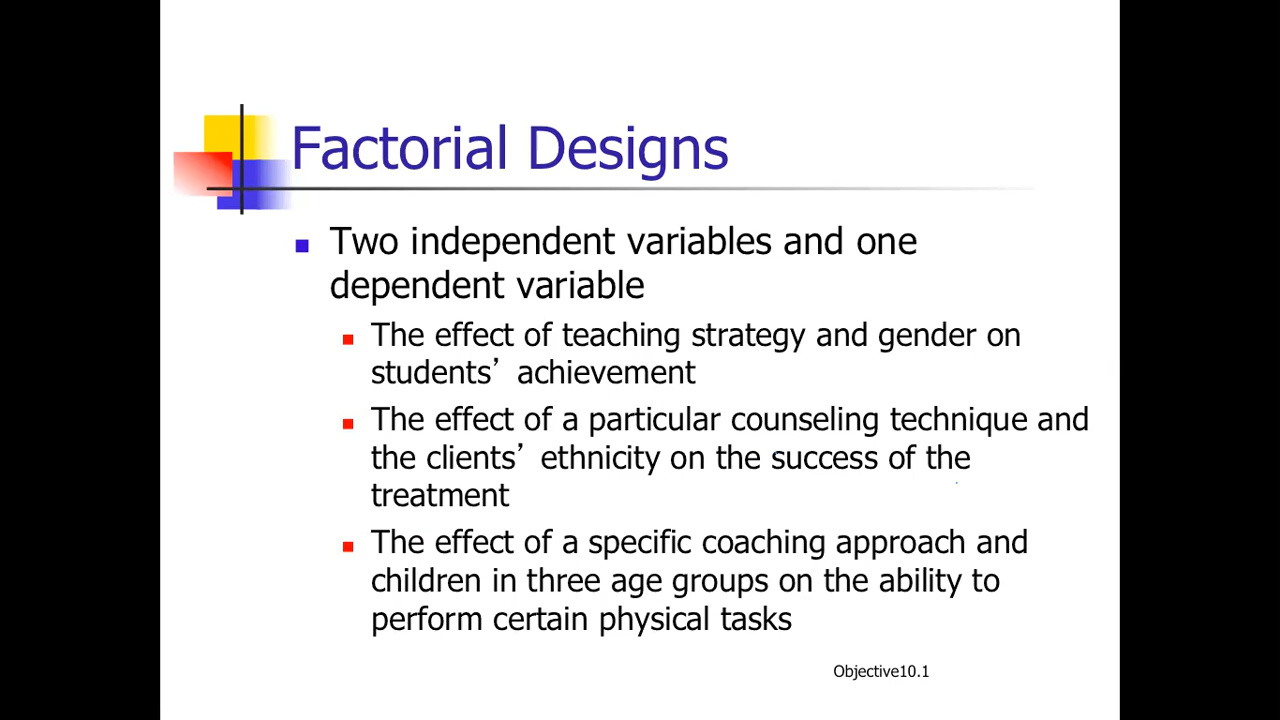 Factorial Designs
Two independent variables and one
dependent variable
The effect of teaching strategy and gender on
students’ achievement
The effect of a particular counseling technique and
the clients’ ethnicity on the success of the
treatment
The effect of a specific coaching approach and
children in three age groups on the ability to
perform certain physical tasks
Objective10.1